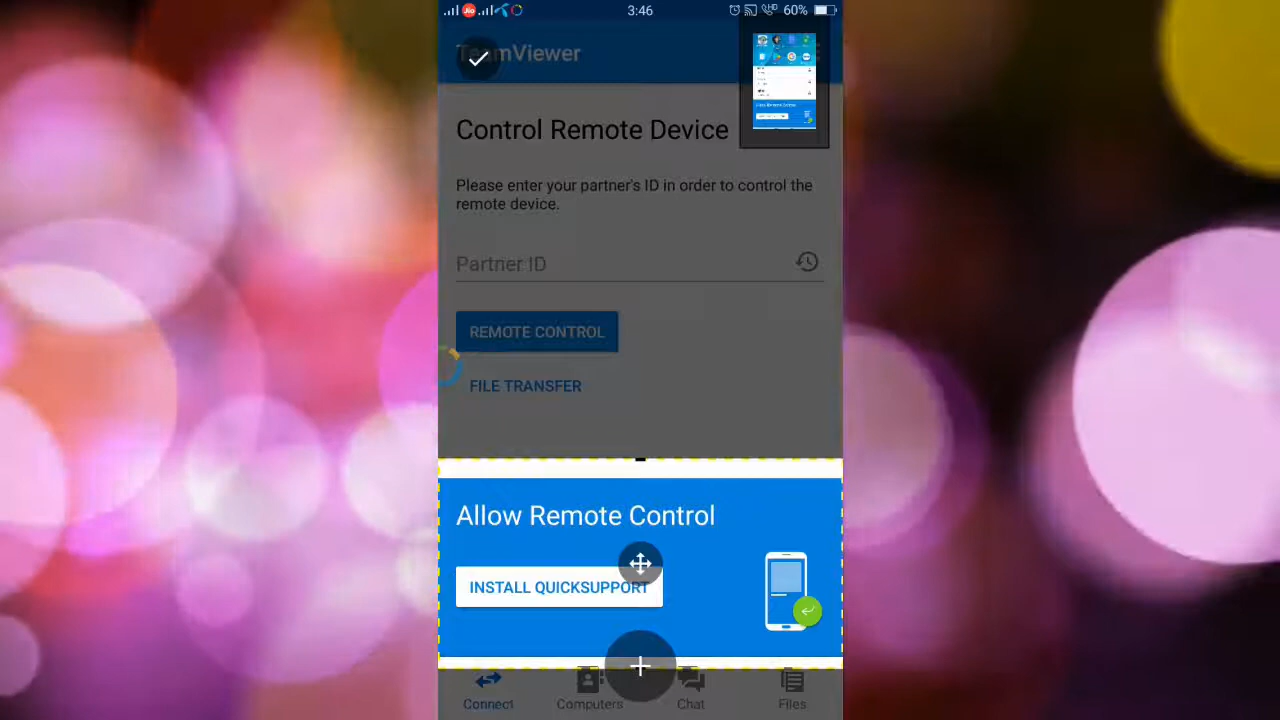 3:46 HD 60%
TeamViewer
Control Remote Device
Please enter your partner's ID in order to control the
remote device.
Partner ID
REMOTE CONTROL
FILE TRANSFER
Allow Remote Control
INSTALL QUICKSUPPORT
Connect Computers Chat Files